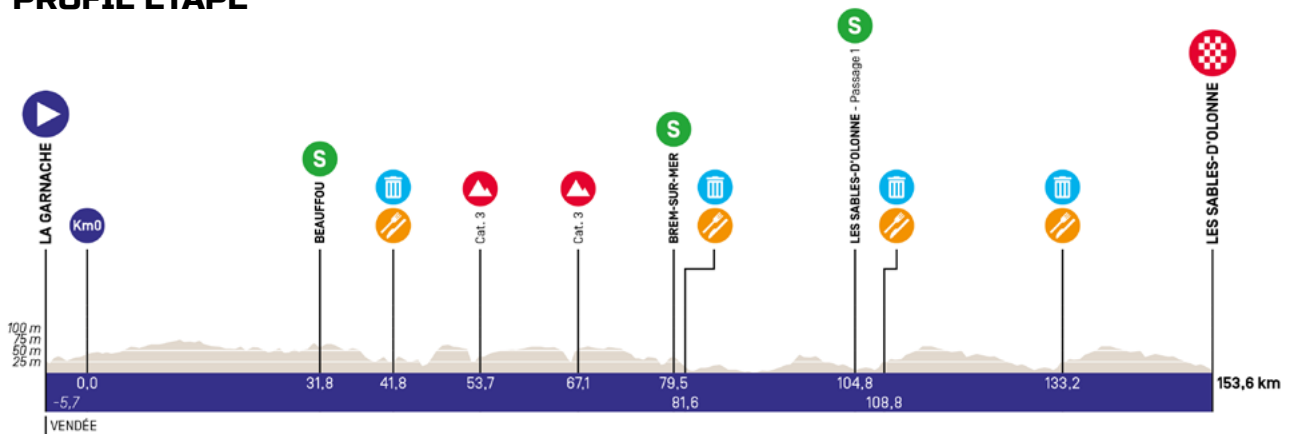 PROFIL ÉTAPE
S
LES SABLES-D'OLONNE - Passage 1
LA GARNACHE
Km0
S
BEAUFFOU
Cat. 3
Cat. 3
S
BREM-SUR-MER
LES SABLES-D'OLONNE
100 m
75 m
50 m
25 m
0,0
31,8
41,8
53,7
67,1
79,5
104,8
133,2
153,6 km
-5,7
81,6
108,8
VENDÉE